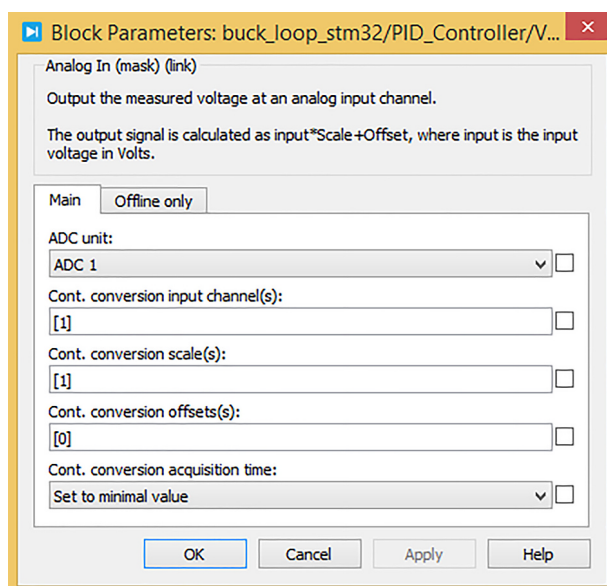 Block Parameters: buck_loop_stm32/PID_Controller/V...
Analog In (mask) (link)
Output the measured voltage at an analog input channel.
The output signal is calculated as input*Scale+Offset, where input is the input
voltage in Volts.
Main
Offline only
ADC unit:
ADC 1
Cont. conversion input channel(s):
[1]
Cont. conversion scale(s):
[1]
Cont. conversion offsets(s):
[0]
Cont. conversion acquisition time:
Set to minimal value
OK
Cancel
Apply
Help